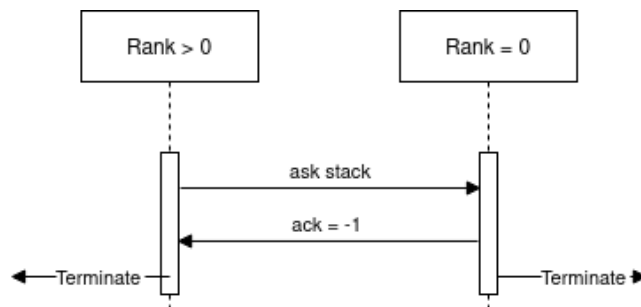 Rank > 0
Rank = 0
ask stack
ack = -1
Terminate
Terminate